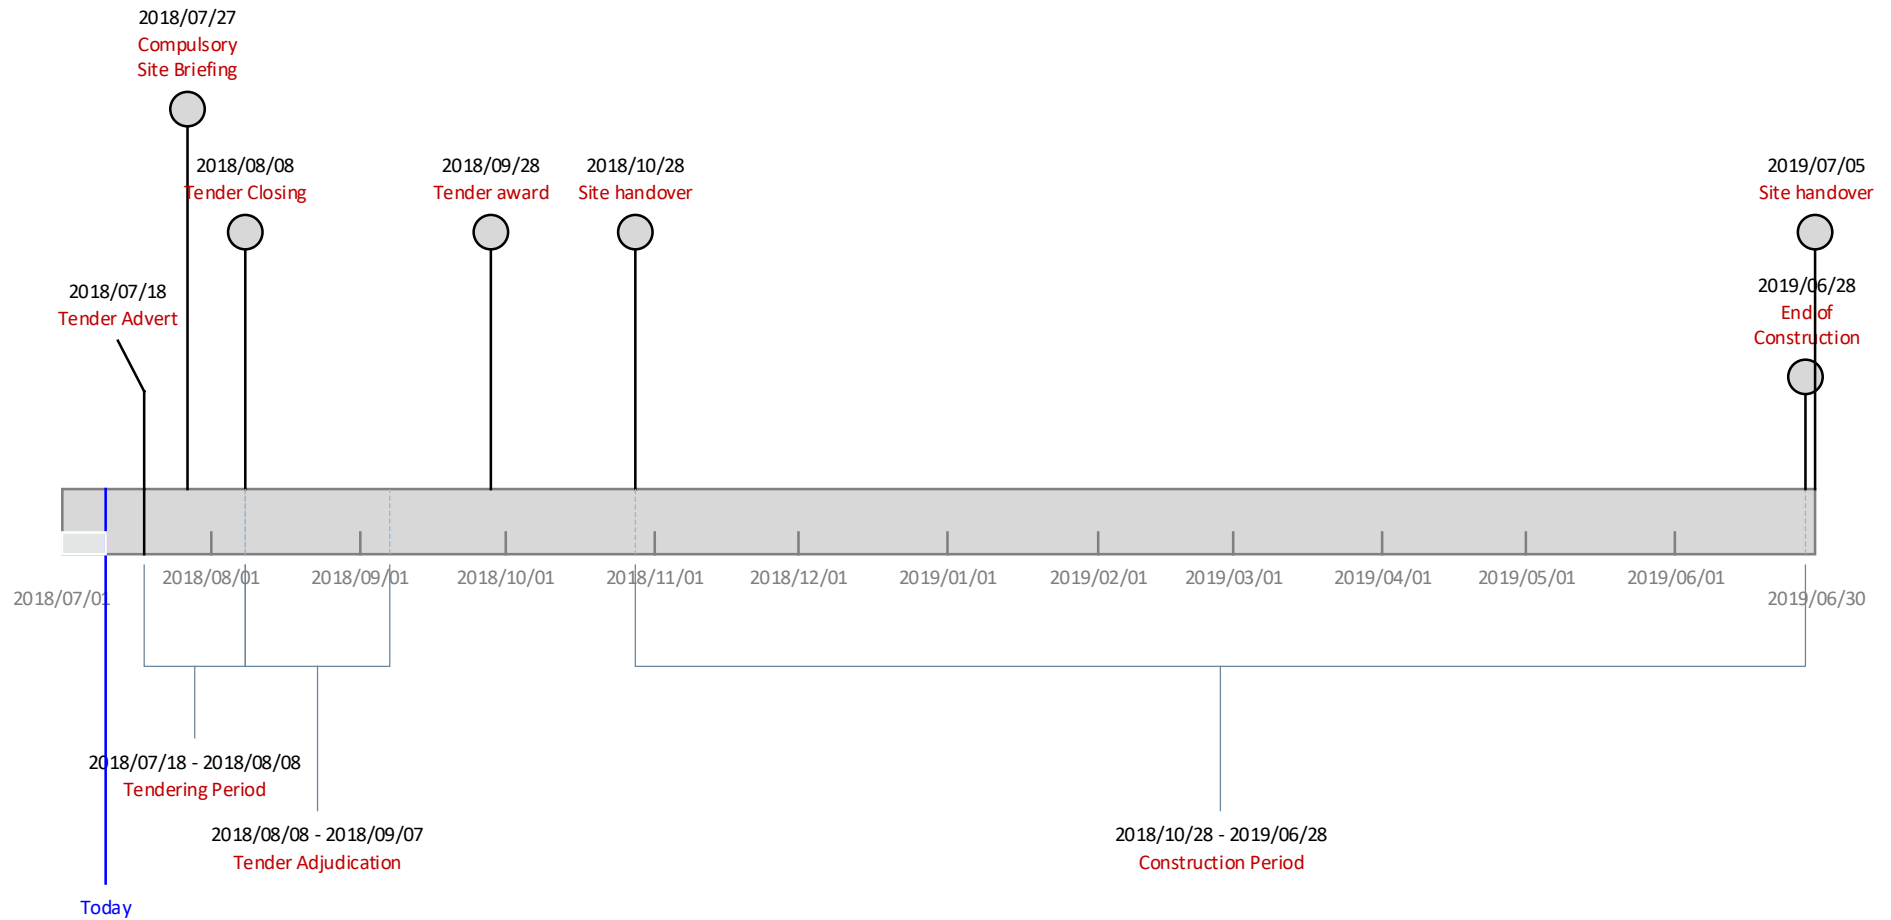 2018/07/27
Compulsory
Site Briefing
2018/08/08
Tender Closing
2018/09/28
Tender award
2018/10/28
Site handover
2019/07/05
Site handover
2018/07/18
Tender Advert
2019/06/28
End of
Construction
2018/08/01
2018/09/01
2018/10/01
2018/11/01
2018/12/01
2019/01/01
2019/02/01
2019/03/01
2019/04/01
2019/05/01
2019/06/01
2018/07/01
2019/06/30
2018/07/18 - 2018/08/08
Tendering Period
2018/08/08 - 2018/09/07
Tender Adjudication
2018/10/28 - 2019/06/28
Construction Period
Today